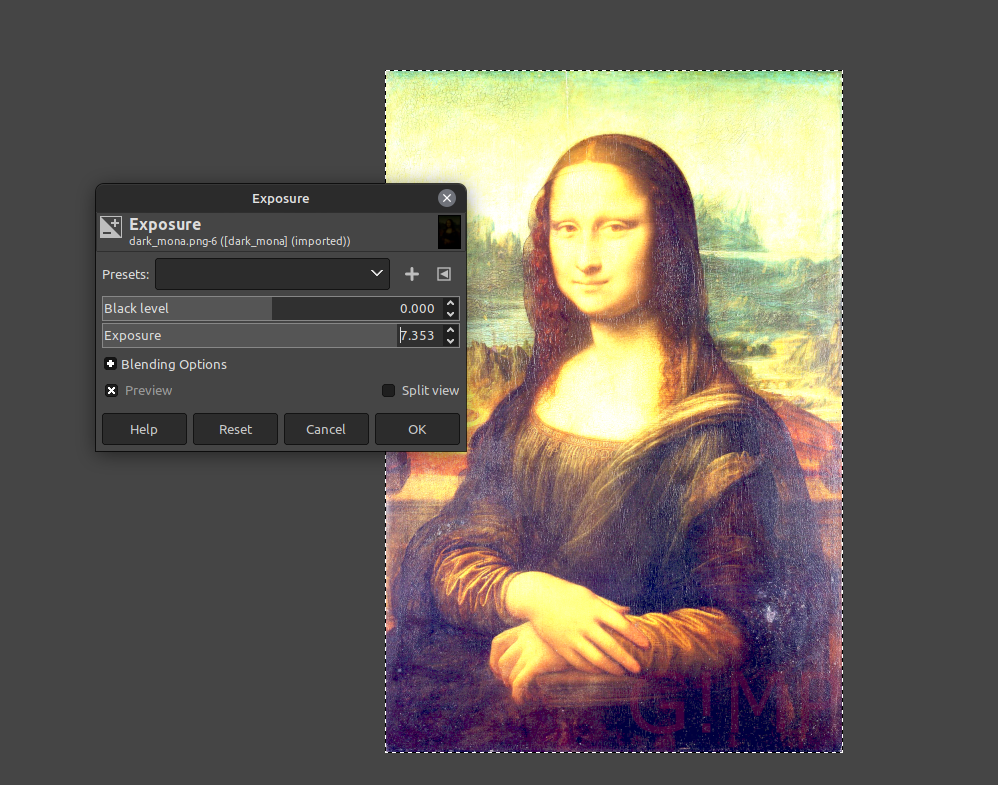 Exposure
Exposure
dark_mona.png-6 ([dark_mona] (imported))
Presets:
Black level 0.000
Exposure 7.353
Blending Options
Preview Split view
Help Reset Cancel OK
GIMP